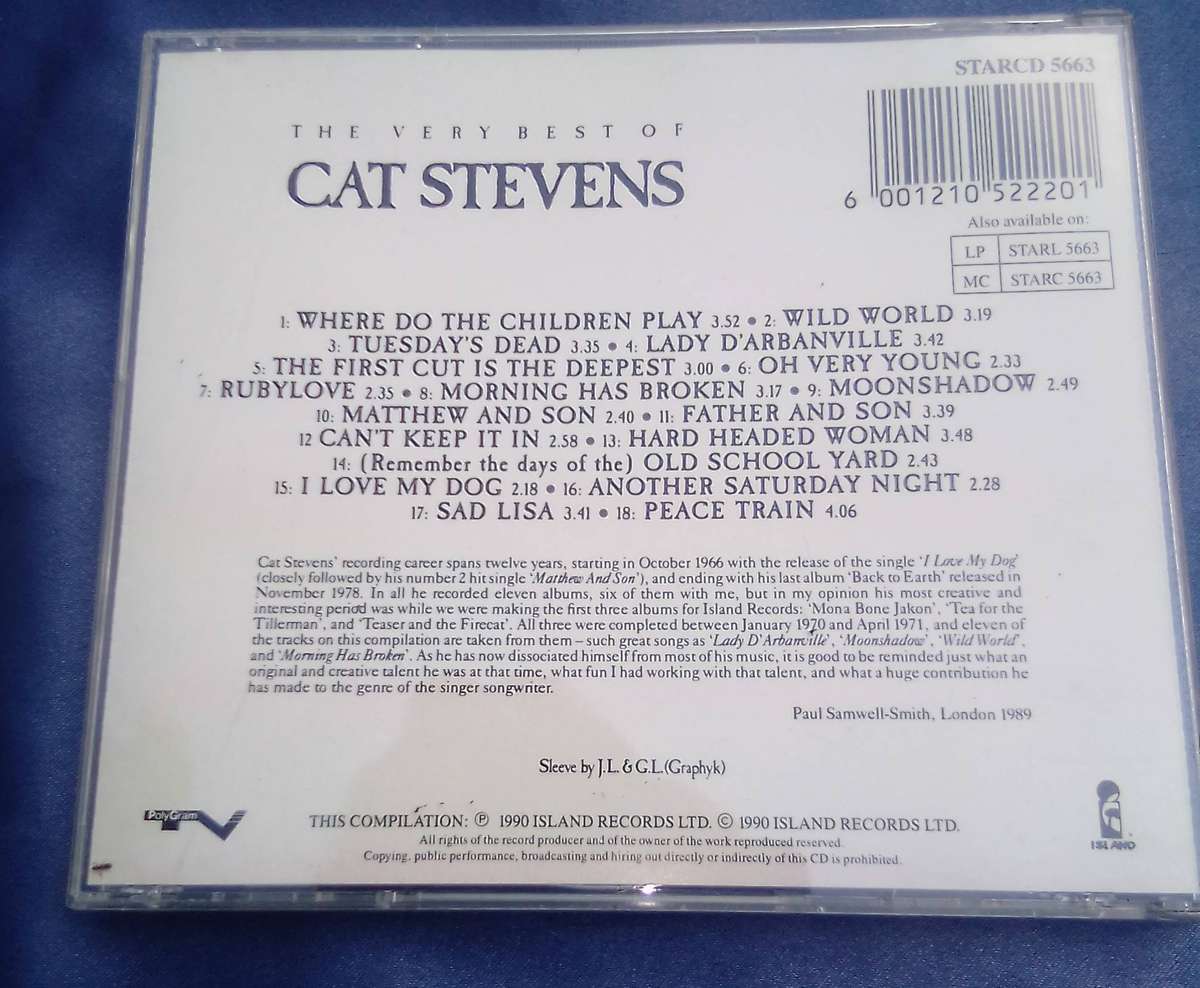 STARCD 5663
THE VERY BEST OF
CAT STEVENS
6 001210 522201
Also available on:
LP STARL 5663
MC STARC 5663
1: WHERE DO THE CHILDREN PLAY 3.52 • 2: WILD WORLD 3.19
3: TUESDAY'S DEAD 3.35 • 4: LADY D'ARBANVILLE 3.42
5: THE FIRST CUT IS THE DEEPEST 3.00 • 6: OH VERY YOUNG 2.33
7: RUBYLOVE 2.35 • 8: MORNING HAS BROKEN 3.17 • 9: MOONSHADOW 2.49
10: MATTHEW AND SON 2.40 • 11: FATHER AND SON 3.39
12 CAN'T KEEP IT IN 2.58 • 13: HARD HEADED WOMAN 3.48
14: (Remember the days of the) OLD SCHOOL YARD 2.43
15: I LOVE MY DOG 2.18 • 16: ANOTHER SATURDAY NIGHT 2.28
17: SAD LISA 3.41 • 18: PEACE TRAIN 4.06
Cat Stevens' recording career spans twelve years, starting in October 1966 with the release of the single 'I Love My Dog'
(closely followed by his number 2 hit single 'Matthew And Son'), and ending with his last album 'Back to Earth' released in
November 1978. In all he recorded eleven albums, six of them with me, but in my opinion his most creative and
interesting period was while we were making the first three albums for Island Records: 'Mona Bone Jakon', 'Tea for the
Tillerman', and 'Teaser and the Firecat'. All three were completed between January 1970 and April 1971, and eleven of
the tracks on this compilation are taken from them – such great songs as 'Lady D'Arbanville', 'Moonshadow', 'Wild World',
and 'Morning Has Broken'. As he has now dissociated himself from most of his music, it is good to be reminded just what an
original and creative talent he was at that time, what fun I had working with that talent, and what a huge contribution he
has made to the genre of the singer songwriter.
Paul Samwell-Smith, London 1989
Sleeve by J.L. & G.L.(Graphyk)
PolyGram TV
THIS COMPILATION: ℗ 1990 ISLAND RECORDS LTD. © 1990 ISLAND RECORDS LTD.
All rights of the record producer and of the owner of the work reproduced reserved.
Copying, public performance, broadcasting and hiring out directly or indirectly of this CD is prohibited.
ISLAND